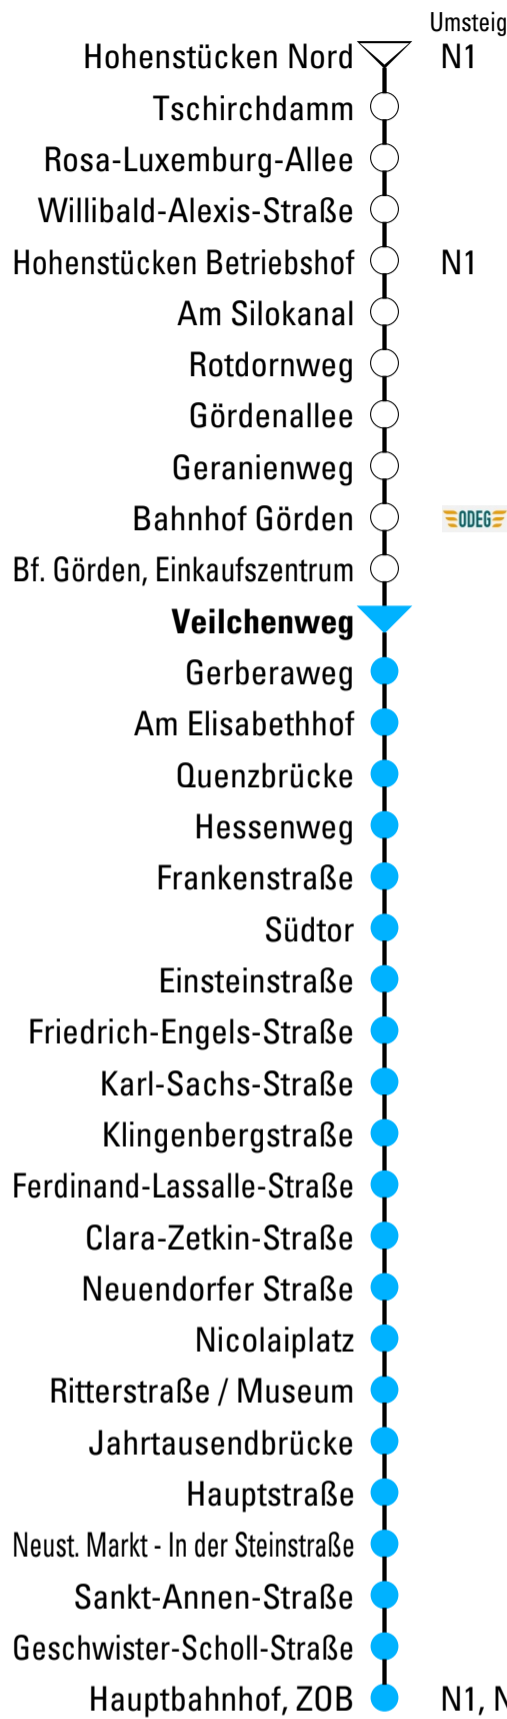 Umsteig
Hohenstücken Nord N1
Tschirchdamm
Rosa-Luxemburg-Allee
Willibald-Alexis-Straße
Hohenstücken Betriebshof N1
Am Silokanal
Rotdornweg
Gördenallee
Geranienweg
Bahnhof Görden ODEG
Bf. Görden, Einkaufszentrum
Veilchenweg
Gerberaweg
Am Elisabethhof
Quenzbrücke
Hessenweg
Frankenstraße
Südtor
Einsteinstraße
Friedrich-Engels-Straße
Karl-Sachs-Straße
Klingenbergstraße
Ferdinand-Lassalle-Straße
Clara-Zetkin-Straße
Neuendorfer Straße
Nicolaiplatz
Ritterstraße / Museum
Jahrtausendbrücke
Hauptstraße
Neust. Markt - In der Steinstraße
Sankt-Annen-Straße
Geschwister-Scholl-Straße
Hauptbahnhof, ZOB N1,